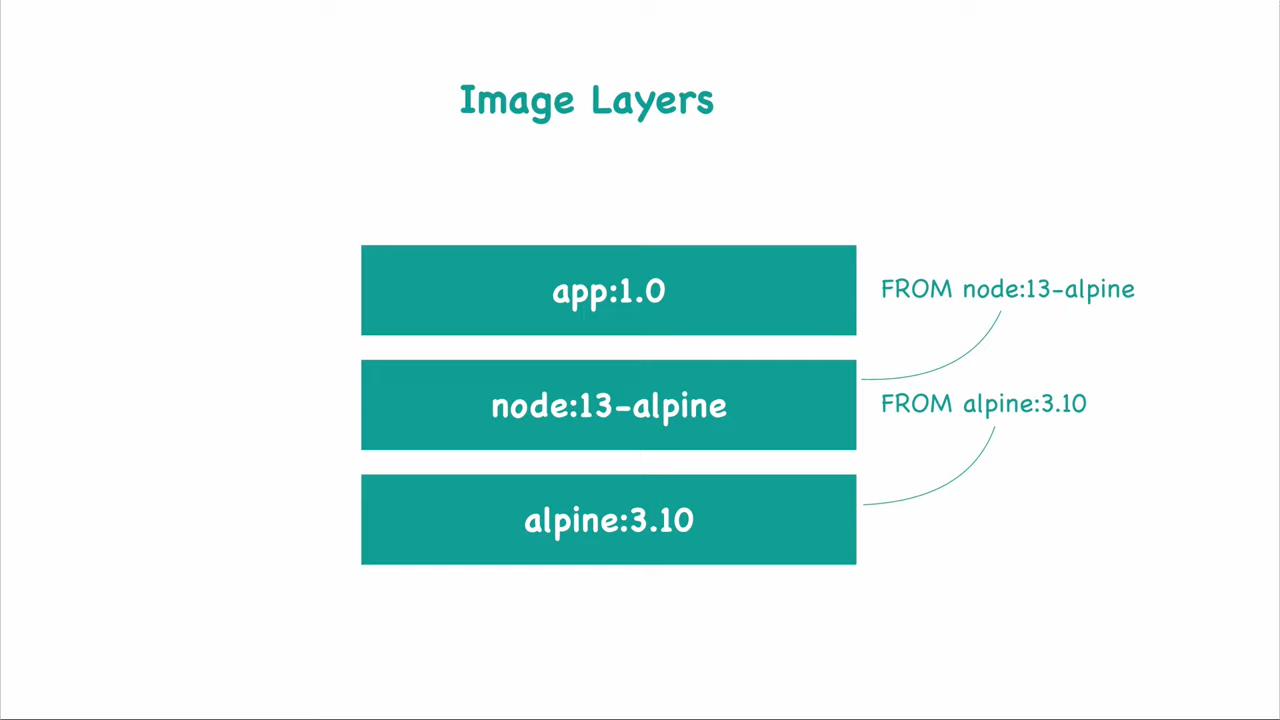 Image Layers
app:1.0
FROM node:13-alpine
node:13-alpine
FROM alpine:3.10
alpine:3.10